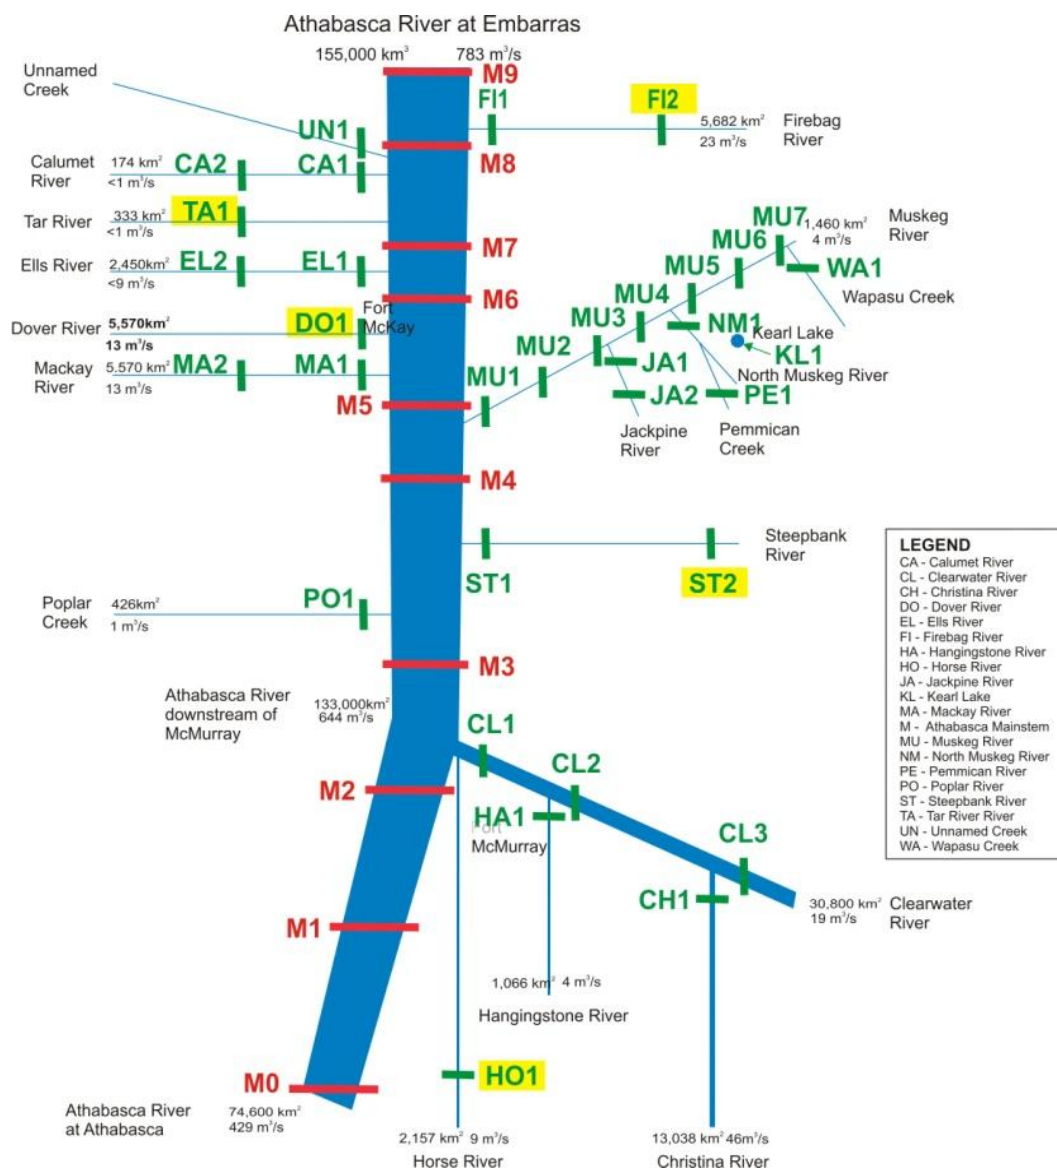 Athabasca River at Embarras
155,000 km³ 783 m³/s
M9
Unnamed
Creek
FI1
FI2
5,682 km²
23 m³/s
Firebag
River
UN1
M8
Calumet
River
174 km²
<1 m³/s
CA2
CA1
Tar River
333 km²
<1 m³/s
TA1
M7
Muskeg
River
1,460 km²
4 m³/s
MU7
MU6
MU5
MU4
MU3
MU2
MU1
WA1
Wapasu Creek
Ells River
2,450km²
<9 m³/s
EL2
EL1
M6
Fort
McKay
Dover River
5,570km²
13 m³/s
DO1
NM1
Kearl Lake
KL1
North Muskeg River
JA1
JA2
PE1
Jackpine
River
Pemmican
Creek
Mackay
River
5,570 km²
13 m³/s
MA2
MA1
M5
M4
Steepbank
River
ST1
ST2
Poplar
Creek
426km²
1 m³/s
PO1
M3
Athabasca River
downstream of
McMurray
133,000km²
644 m³/s
CL1
CL2
CL3
M2
HA1
Fort
McMurray
CH1
30,800 km²
19 m³/s
Clearwater
River
M1
1,066 km² 4 m³/s
Hangingstone River
M0
HO1
Athabasca River
at Athabasca
74,600 km²
429 m³/s
2,157 km² 9 m³/s
Horse River
13,038 km² 46m³/s
Christina River
LEGEND
CA - Calumet River
CL - Clearwater River
CH - Christina River
DO - Dover River
EL - Ells River
FI - Firebag River
HA - Hangingstone River
HO - Horse River
JA - Jackpine River
KL - Kearl Lake
MA - Mackay River
M - Athabasca Mainstem
MU - Muskeg River
NM - North Muskeg River
PE - Pemmican River
PO - Poplar River
ST - Steepbank River
TA - Tar River River
UN - Unnamed Creek
WA - Wapasu Creek